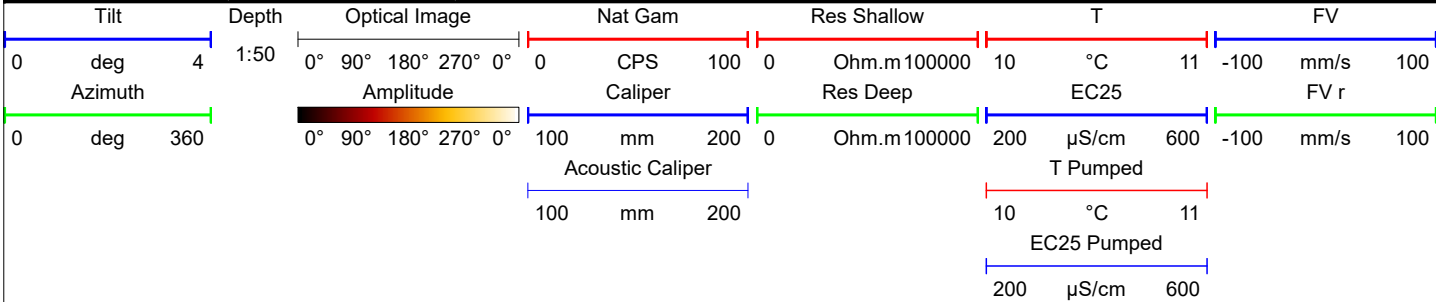 Tilt Depth Optical Image Nat Gam Res Shallow T FV
0 deg 4 1:50 0° 90° 180° 270° 0° 0 CPS 100 0 Ohm.m 100000 10 °C 11 -100 mm/s 100
Azimuth Amplitude Caliper Res Deep EC25 FV r
0 deg 360 0° 90° 180° 270° 0° 100 mm 200 0 Ohm.m 100000 200 µS/cm 600 -100 mm/s 100
Acoustic Caliper T Pumped
100 mm 200 10 °C 11
EC25 Pumped
200 µS/cm 600